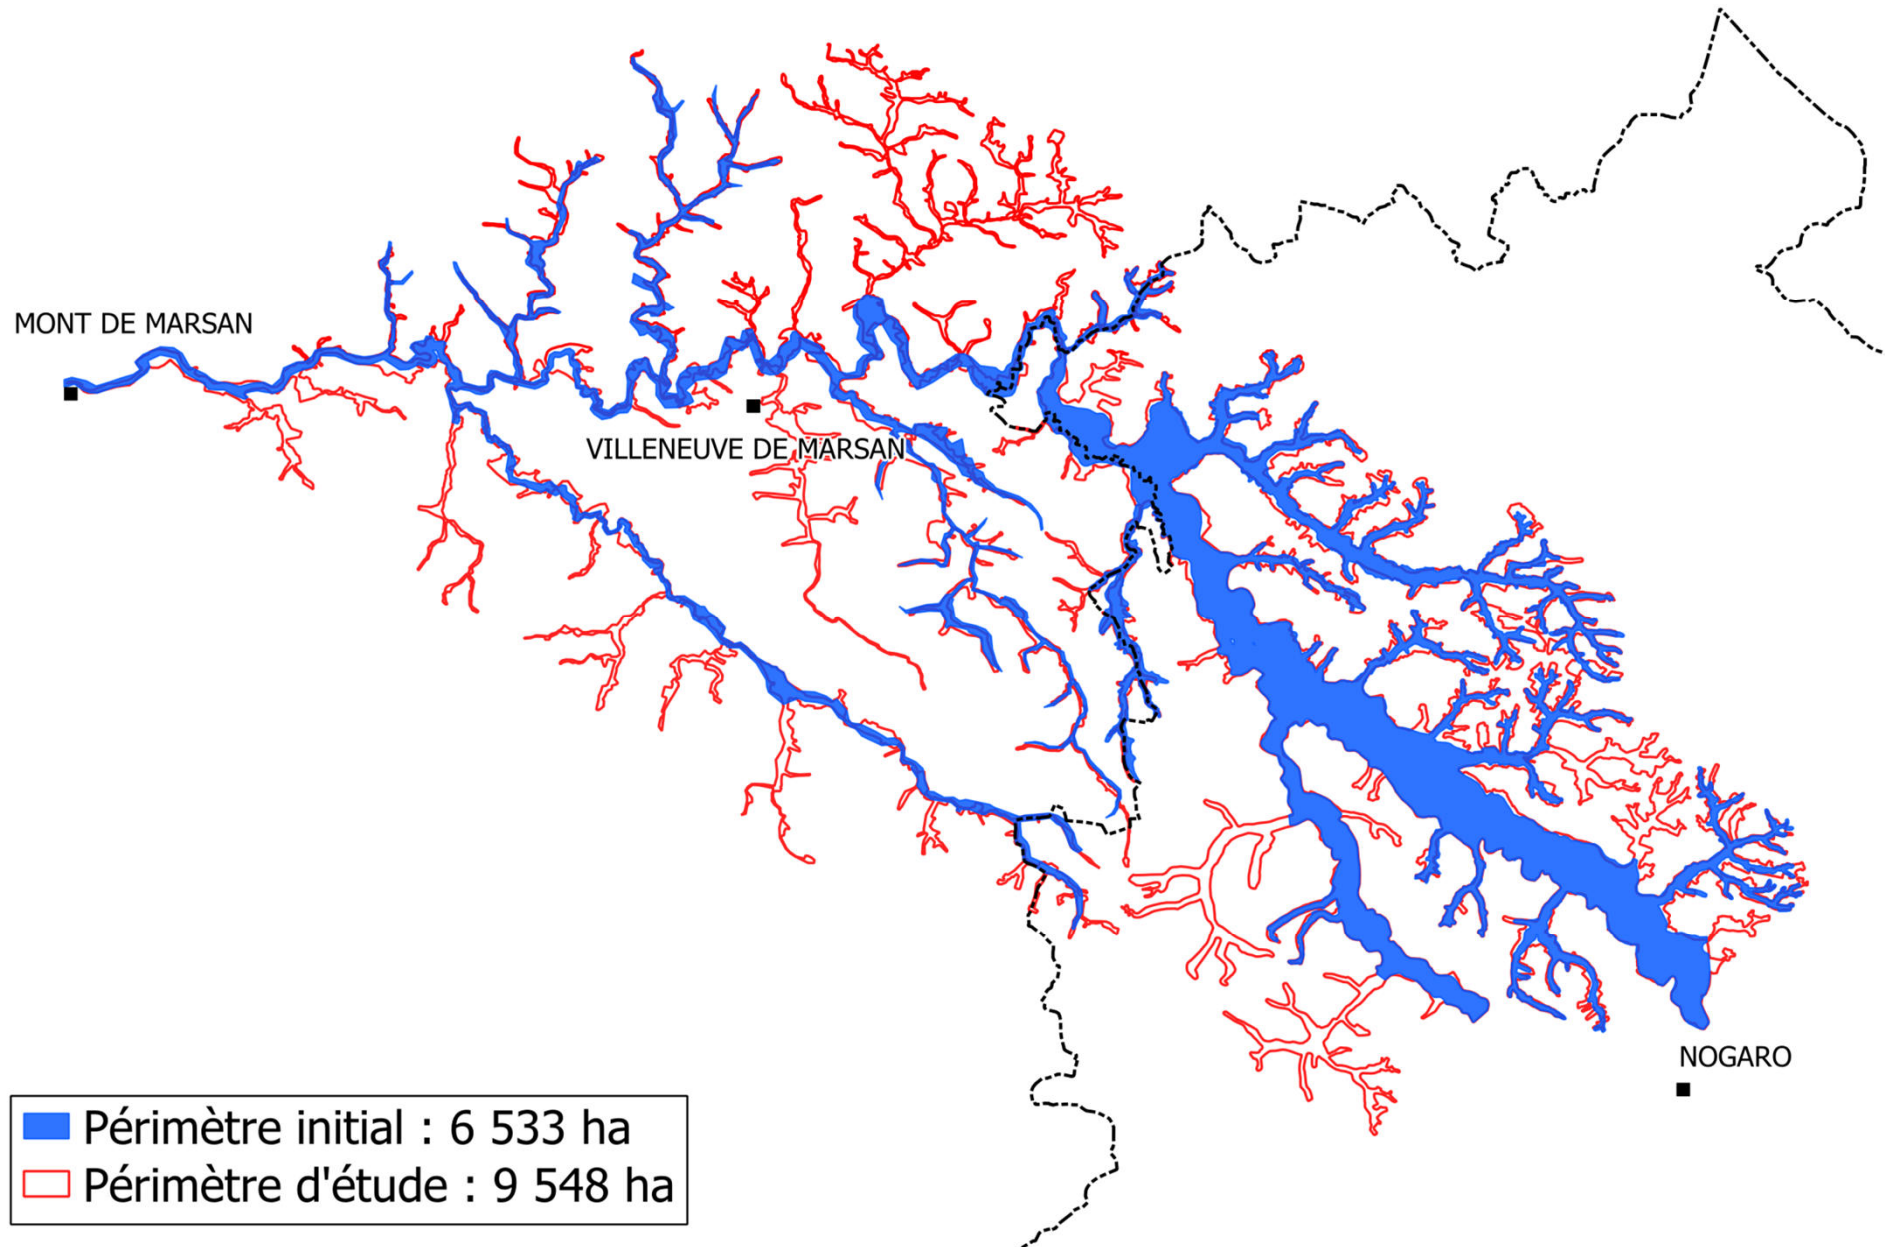 MONT DE MARSAN
VILLENEUVE DE MARSAN
NOGARO
Périmètre initial : 6 533 ha
Périmètre d'étude : 9 548 ha